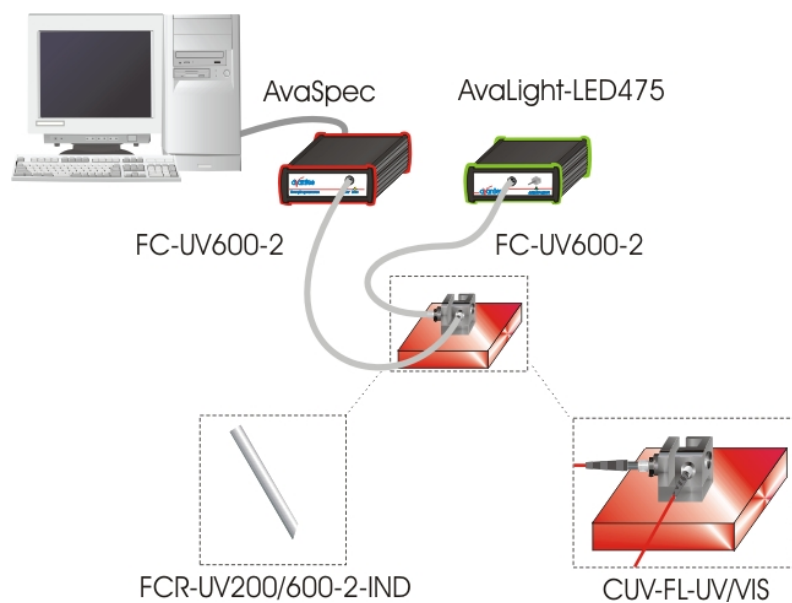 AvaSpec
AvaLight-LED475
FC-UV600-2
FC-UV600-2
FCR-UV200/600-2-IND
CUV-FL-UV/VIS